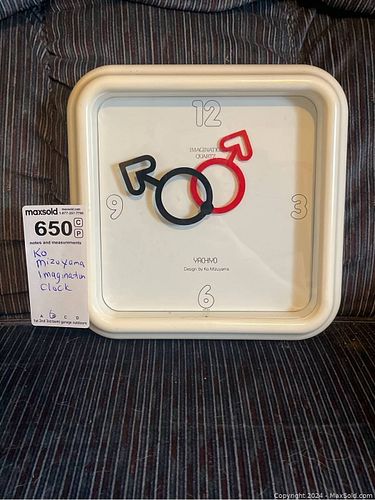 12
IMAGINATION
QUARTZ
9
3
YACHIYO
Design by Ko Mizuyama
6
maxsold
650
C
P
notes and measurements
Ko
Mizuyama
Imagination
Clock
A B C D
Copyright 2024 - MaxSold.com